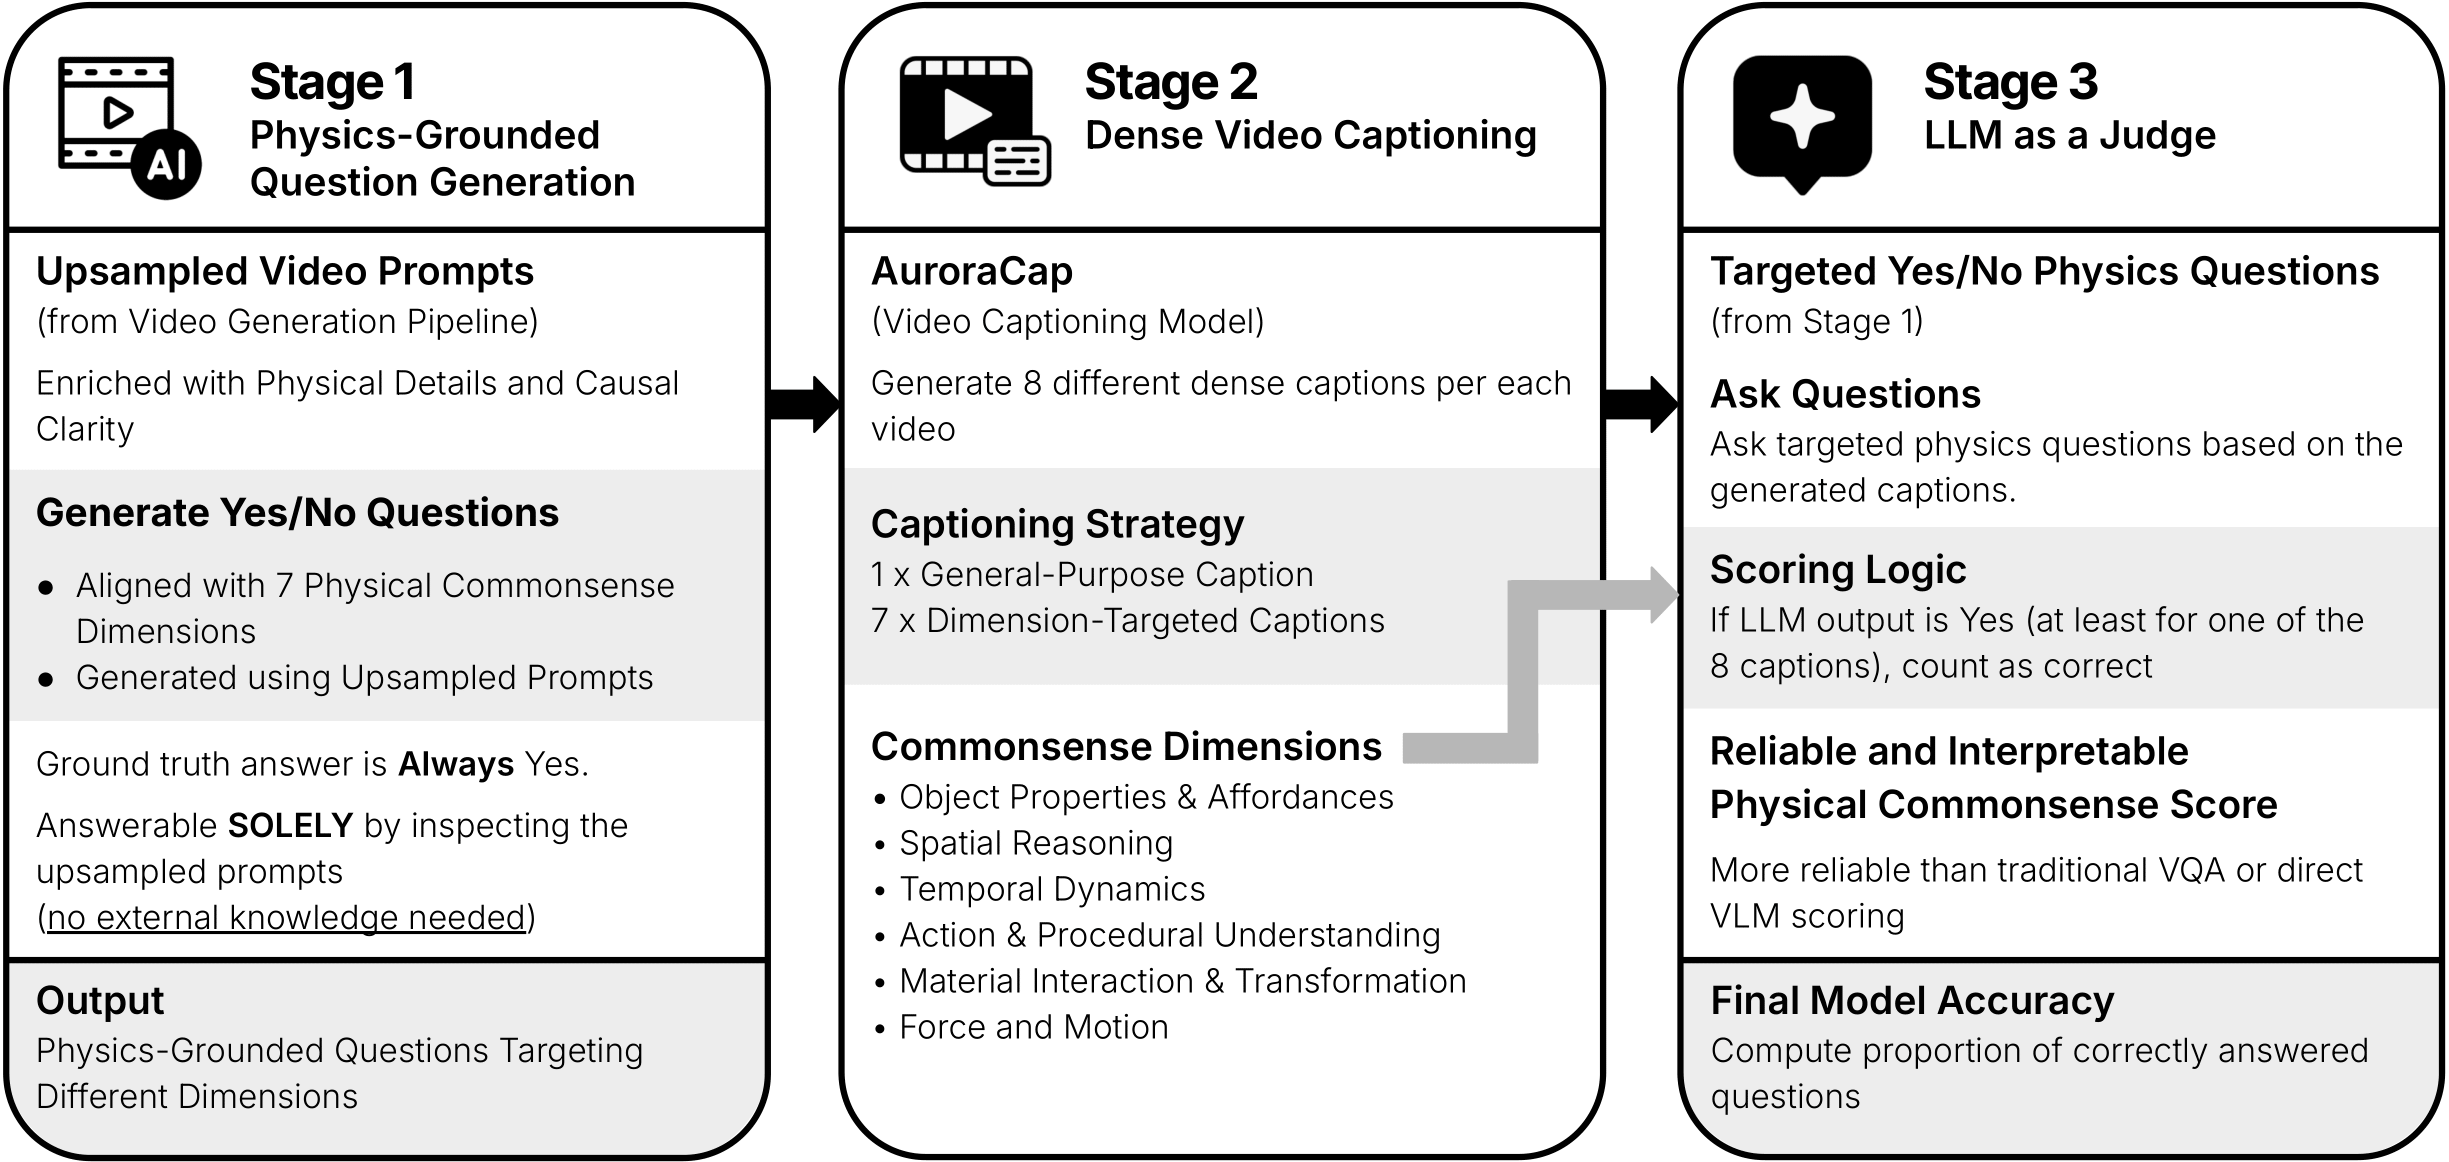 AI
Stage 1
Physics-Grounded
Question Generation
Upsampled Video Prompts
(from Video Generation Pipeline)
Enriched with Physical Details and Causal
Clarity
Generate Yes/No Questions
● Aligned with 7 Physical Commonsense
Dimensions
● Generated using Upsampled Prompts
Ground truth answer is Always Yes.
Answerable SOLELY by inspecting the
upsampled prompts
(no external knowledge needed)
Output
Physics-Grounded Questions Targeting
Different Dimensions
Stage 2
Dense Video Captioning
AuroraCap
(Video Captioning Model)
Generate 8 different dense captions per each
video
Captioning Strategy
1 x General-Purpose Caption
7 x Dimension-Targeted Captions
Commonsense Dimensions
• Object Properties & Affordances
• Spatial Reasoning
• Temporal Dynamics
• Action & Procedural Understanding
• Material Interaction & Transformation
• Force and Motion
Stage 3
LLM as a Judge
Targeted Yes/No Physics Questions
(from Stage 1)
Ask Questions
Ask targeted physics questions based on the
generated captions.
Scoring Logic
If LLM output is Yes (at least for one of the
8 captions), count as correct
Reliable and Interpretable
Physical Commonsense Score
More reliable than traditional VQA or direct
VLM scoring
Final Model Accuracy
Compute proportion of correctly answered
questions